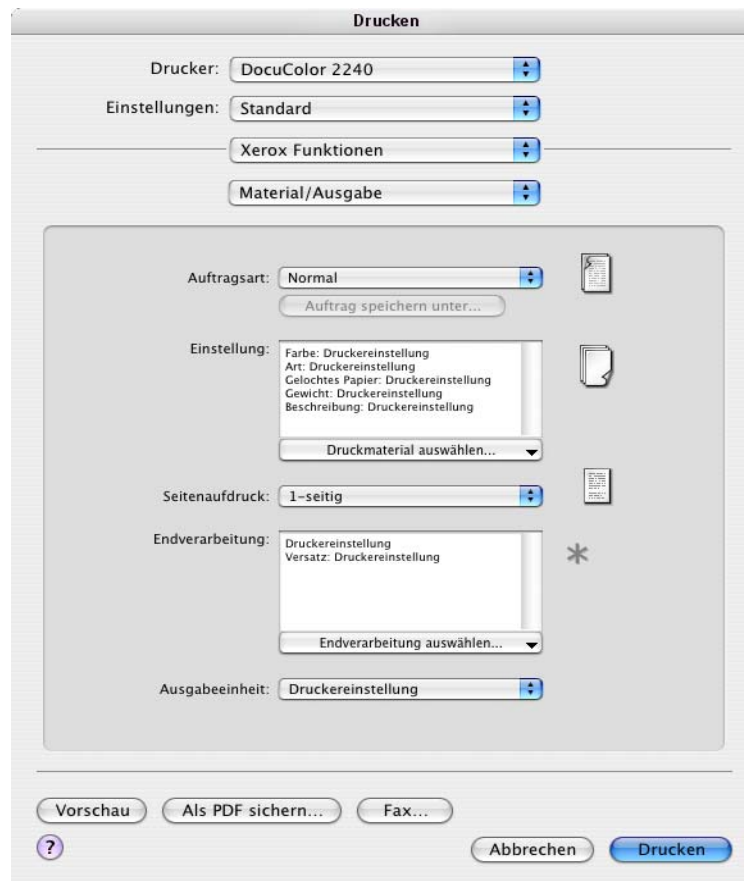 Drucken
Drucker: DocuColor 2240
Einstellungen: Standard
Xerox Funktionen
Material/Ausgabe
Auftragsart: Normal
Auftrag speichern unter...
Einstellung: Farbe: Druckereinstellung
Art: Druckereinstellung
Gelochtes Papier: Druckereinstellung
Gewicht: Druckereinstellung
Beschreibung: Druckereinstellung
Druckmaterial auswählen...
Seitenaufdruck: 1-seitig
Endverarbeitung: Druckereinstellung
Versatz: Druckereinstellung
Endverarbeitung auswählen...
Ausgabeeinheit: Druckereinstellung
Vorschau Als PDF sichern... Fax...
? Abbrechen Drucken